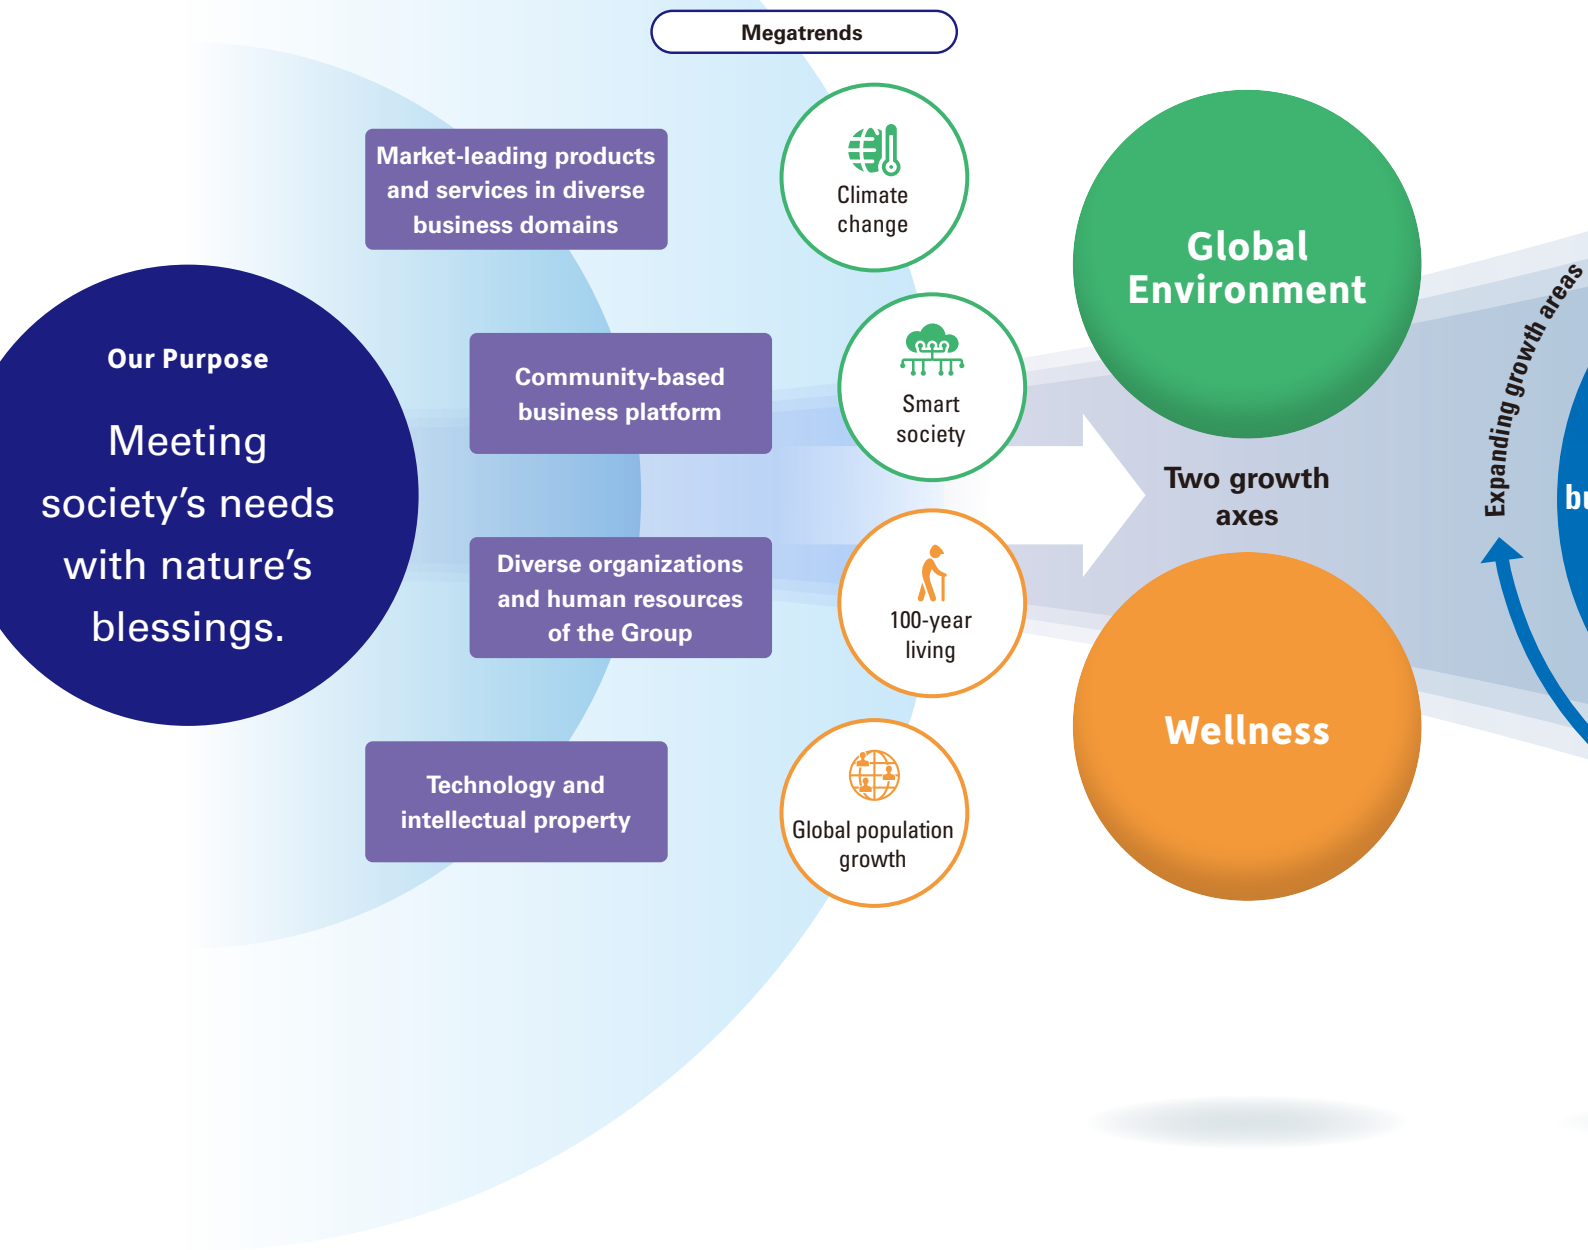 Megatrends
Our Purpose
Meeting
society’s needs
with nature’s
blessings.
Market-leading products
and services in diverse
business domains
Community-based
business platform
Diverse organizations
and human resources
of the Group
Technology and
intellectual property
Climate
change
Smart
society
100-year
living
Global population
growth
Global
Environment
Two growth
axes
Wellness
Expanding growth areas